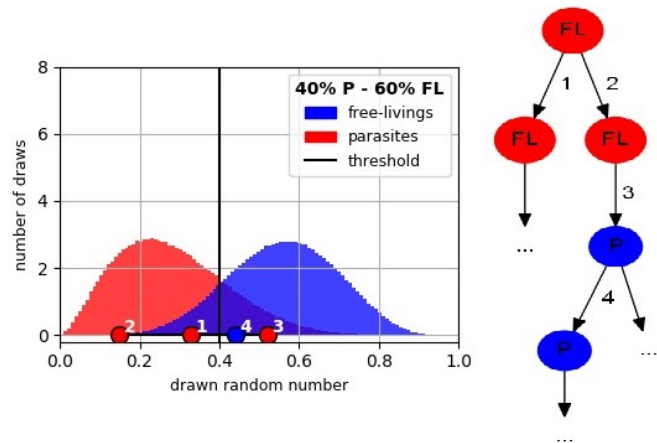 8
6
4
2
0
number of draws
0.0 0.2 0.4 0.6 0.8 1.0
drawn random number
40% P - 60% FL
free-livings
parasites
threshold
2 1 4 3
FL
1 2
FL FL
3
...
P
4
P ...
...